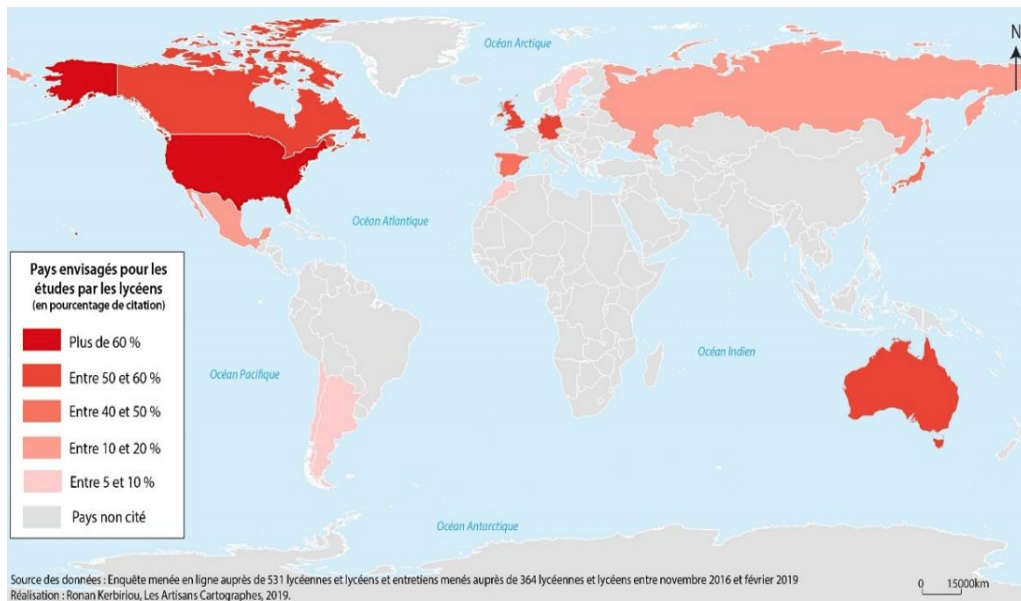 Océan Arctique
N
Océan Atlantique
Pays envisagés pour les
études par les lycéens
(en pourcentage de citation)
Plus de 60 %
Entre 50 et 60 %
Entre 40 et 50 %
Entre 10 et 20 %
Entre 5 et 10 %
Pays non cité
Océan Pacifique
Océan Indien
Océan Antarctique
Source des données : Enquête menée en ligne auprès de 531 lycéennes et lycéens et entretiens menés auprès de 364 lycéennes et lycéens entre novembre 2016 et février 2019
Réalisation : Ronan Kerbiriou, Les Artisans Cartographes, 2019.
0 15000km